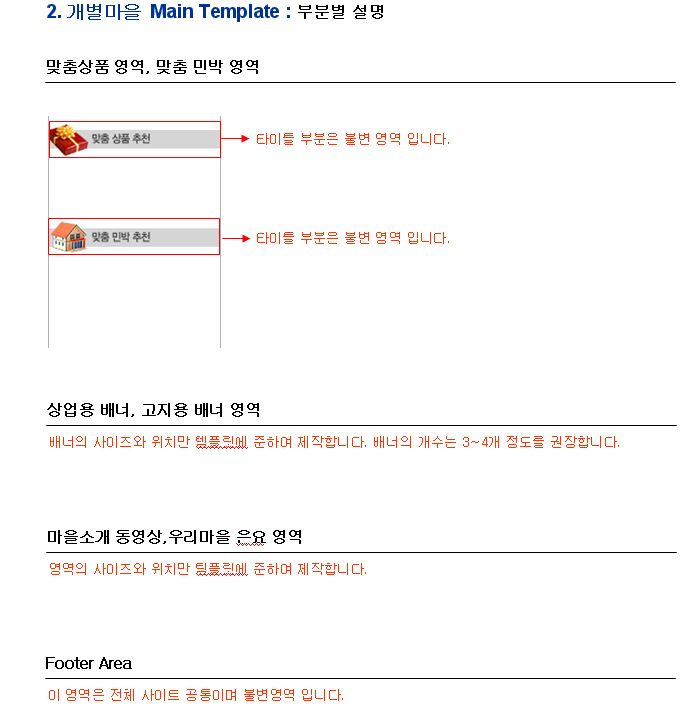 2. 개별마을 Main Template : 부분별 설명
맞춤상품 영역, 맞춤 민박 영역
맞춤 상품 추천
타이틀 부분은 불변 영역 입니다.
맞춤 민박 추천
타이틀 부분은 불변 영역 입니다.
상업용 배너, 고지용 배너 영역
배너의 사이즈와 위치만 템플릿에 준하여 제작합니다. 배너의 개수는 3~4개 정도를 권장합니다.
마을소개 동영상,우리마을 은요 영역
영역의 사이즈와 위치만 팀플릿에 준하여 제작합니다.
Footer Area
이 영역은 전체 사이트 공통이며 불변영역 입니다.